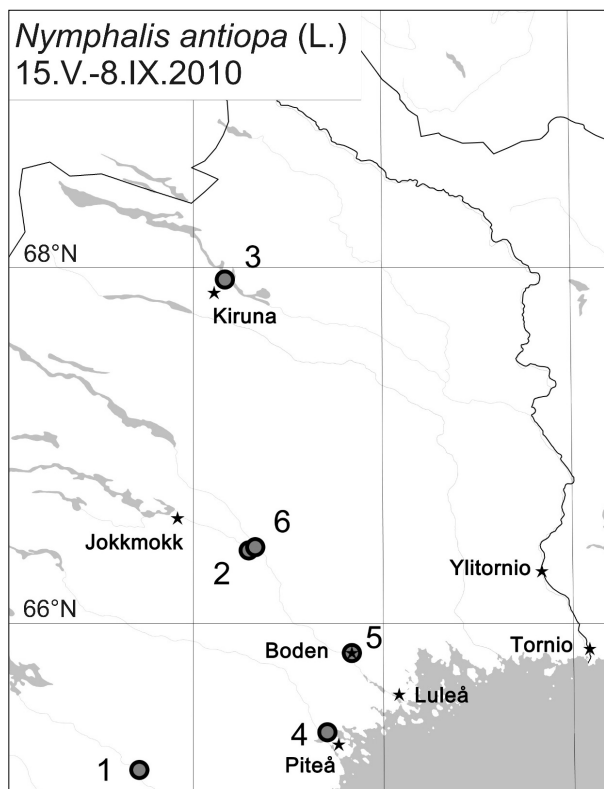 Nymphalis antiopa (L.)
15.V.-8.IX.2010
68°N
3
Kiruna
Jokkmokk
6
2
Ylitornio
66°N
5
Boden
Tornio
Luleå
4
Piteå
1